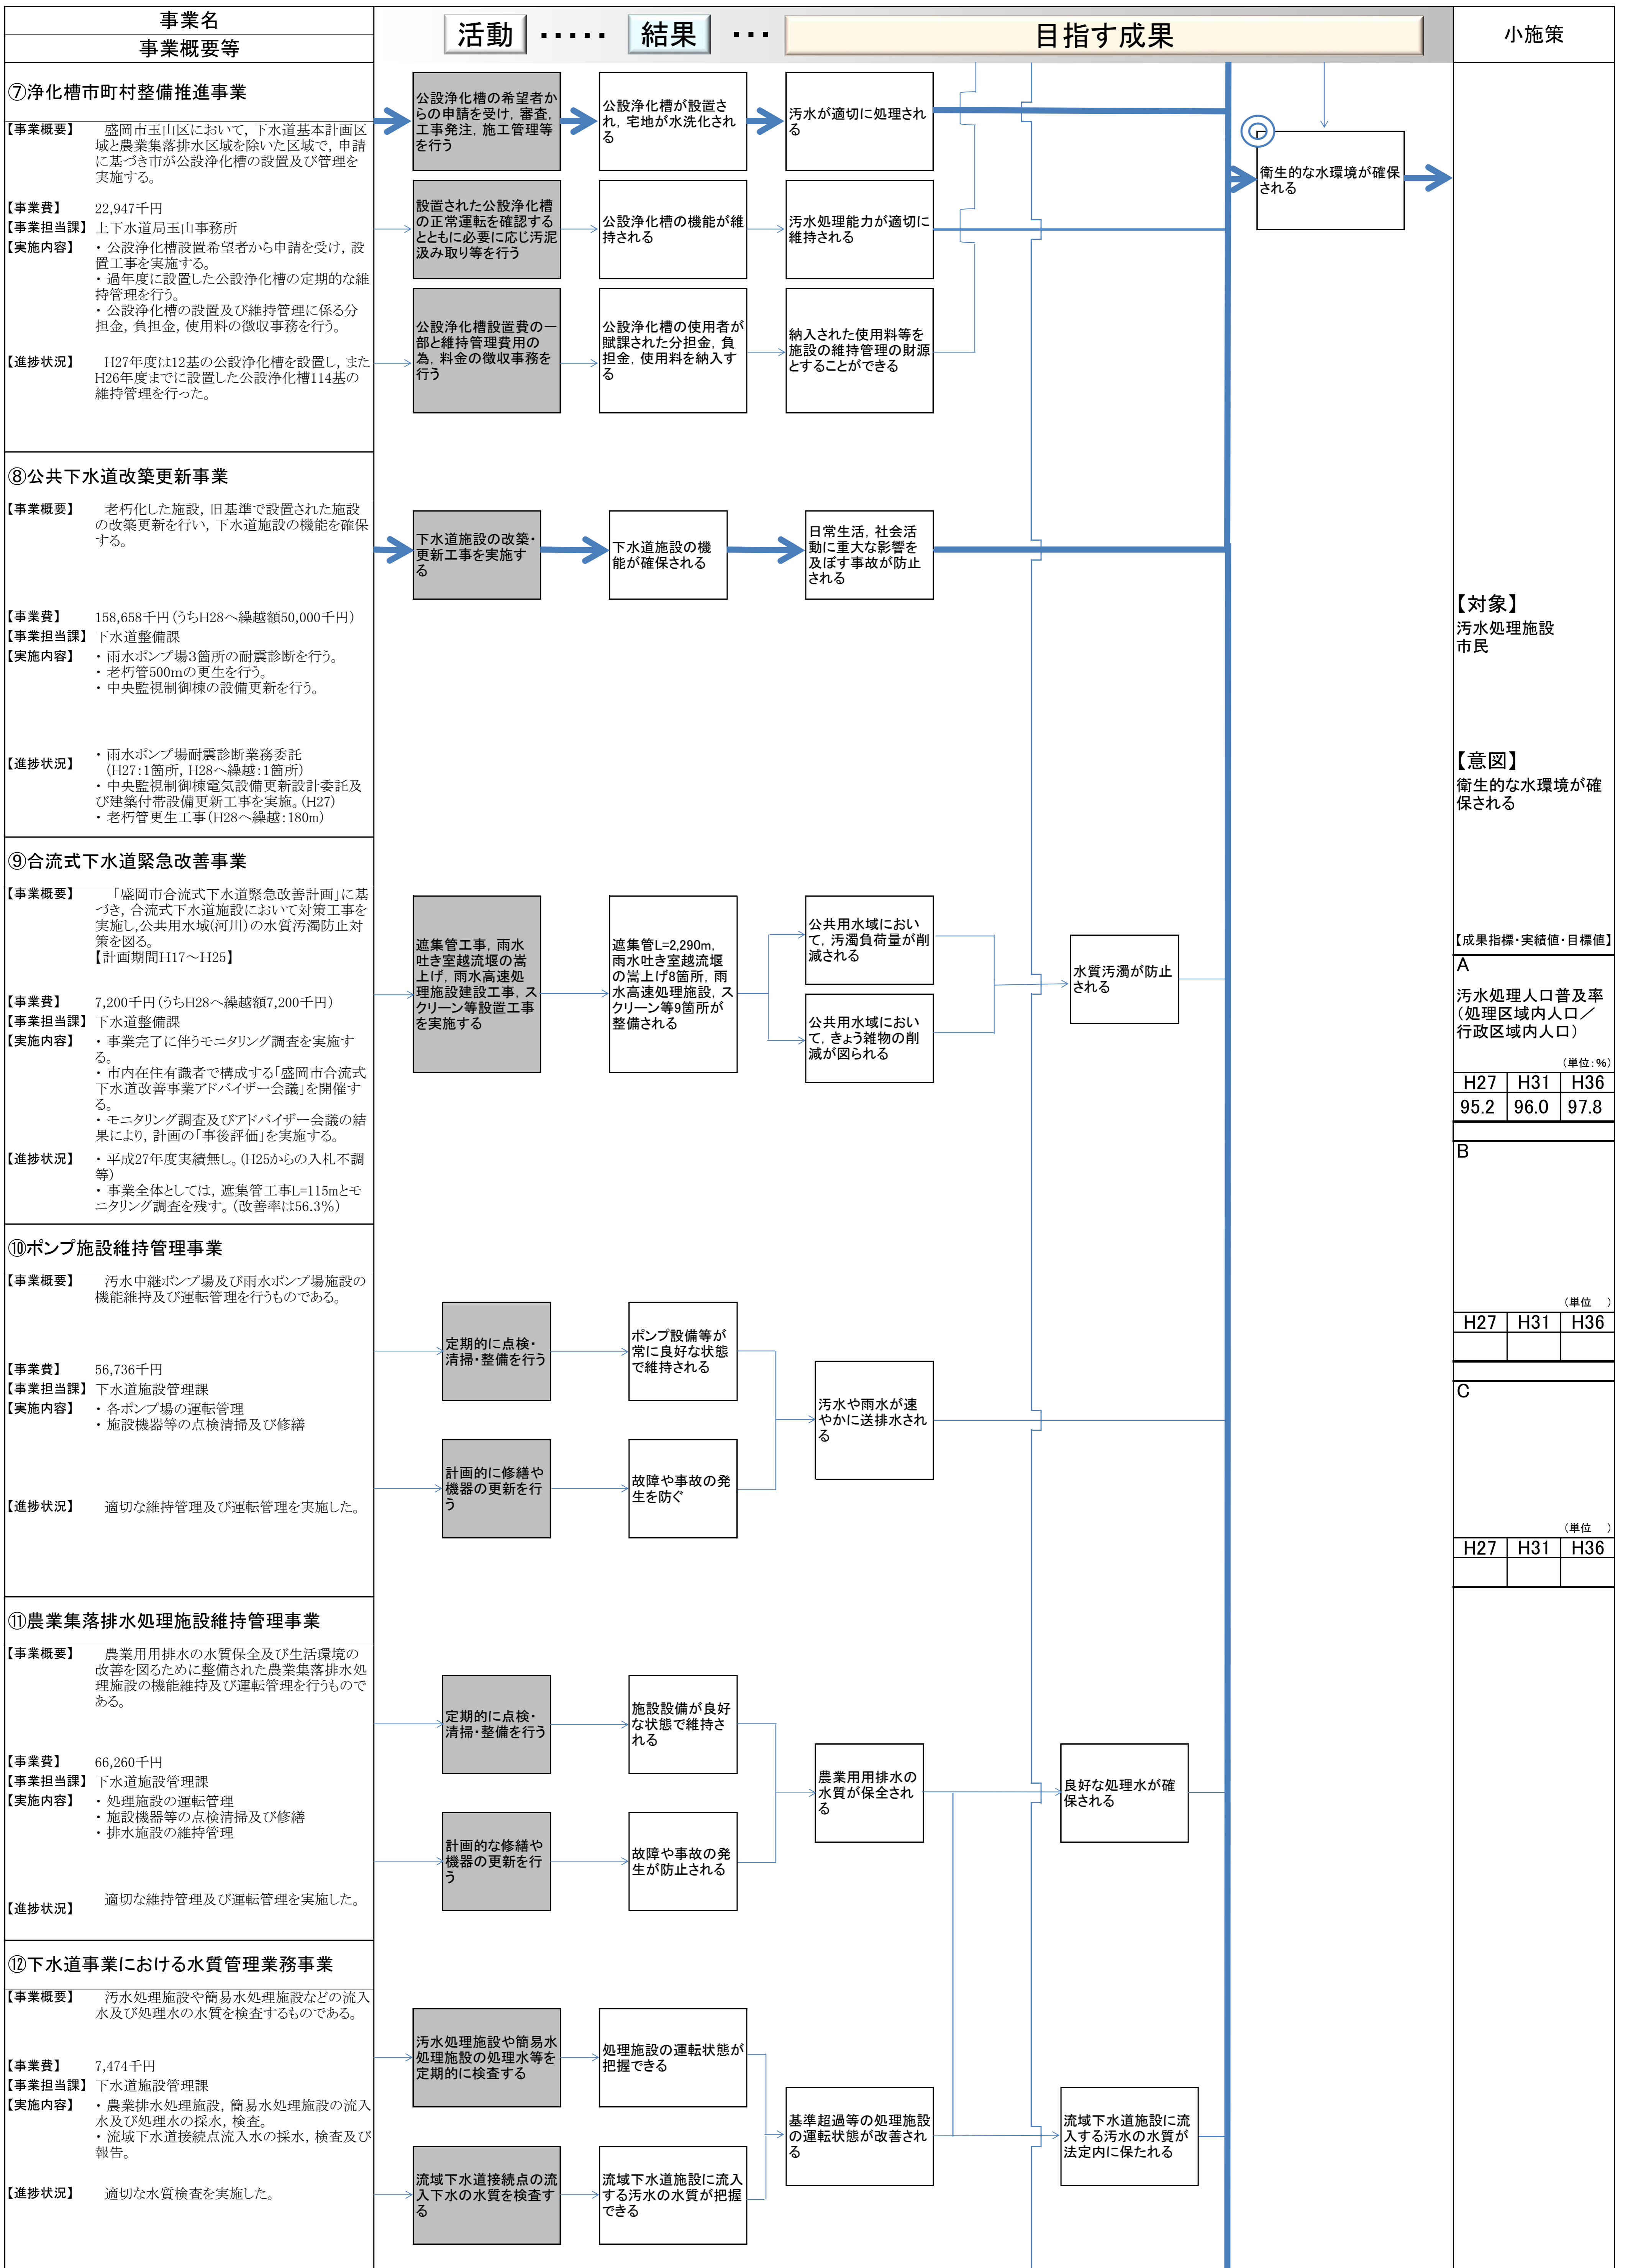 事業名
事業概要等
活動 ····· 結果 ··· 目指す成果
小施策
⑦浄化槽市町村整備推進事業
【事業概要】 盛岡市玉山区において，下水道基本計画区
域と農業集落排水区域を除いた区域で，申請
に基づき市が公設浄化槽の設置及び管理を
実施する。
【事業費】 22,947千円
【事業担当課】 上下水道局玉山事務所
【実施内容】 ・公設浄化槽設置希望者から申請を受け，設
置工事を実施する。
・過年度に設置した公設浄化槽の定期的な維
持管理を行う。
・公設浄化槽の設置及び維持管理に係る分
担金，負担金，使用料の徴収事務を行う。
【進捗状況】 H27年度は12基の公設浄化槽を設置し，また
H26年度までに設置した公設浄化槽114基の
維持管理を行った。
公設浄化槽の希望者か
らの申請を受け，審査，
工事発注，施工管理等
を行う
公設浄化槽が設置さ
れ，宅地が水洗化され
る
汚水が適切に処理され
る
衛生的な水環境が確保
される
設置された公設浄化槽
の正常運転を確認する
とともに必要に応じ汚泥
汲み取り等を行う
公設浄化槽の機能が維
持される
汚水処理能力が適切に
維持される
公設浄化槽設置費の一
部と維持管理費用の
為，料金の徴収事務を
行う
公設浄化槽の使用者が
賦課された分担金，負
担金，使用料を納入す
る
納入された使用料等を
施設の維持管理の財源
とすることができる
⑧公共下水道改築更新事業
【事業概要】 老朽化した施設，旧基準で設置された施設
の改築更新を行い，下水道施設の機能を確保
する。
【事業費】 158,658千円（うちH28へ繰越額50,000千円）
【事業担当課】 下水道整備課
【実施内容】 ・雨水ポンプ場3箇所の耐震診断を行う。
・老朽管500mの更生を行う。
・中央監視制御棟の設備更新を行う。
【進捗状況】 ・雨水ポンプ場耐震診断業務委託
（H27：1箇所，H28へ繰越：1箇所）
・中央監視制御棟電気設備更新設計委託及
び建築付帯設備更新工事を実施。（H27）
・老朽管更生工事（H28へ繰越：180m）
下水道施設の改築・
更新工事を実施す
る
下水道施設の機
能が確保される
日常生活，社会活
動に重大な影響を
及ぼす事故が防止
される
⑨合流式下水道緊急改善事業
【事業概要】 「盛岡市合流式下水道緊急改善計画」に基
づき，合流式下水道施設において対策工事を
実施し,公共用水域(河川)の水質汚濁防止対
策を図る。
【計画期間H17～H25】
【事業費】 7,200千円（うちH28へ繰越額7,200千円）
【事業担当課】 下水道整備課
【実施内容】 ・事業完了に伴うモニタリング調査を実施す
る。
・市内在住有識者で構成する「盛岡市合流式
下水道改善事業アドバイザー会議」を開催す
る。
・モニタリング調査及びアドバイザー会議の結
果により，計画の「事後評価」を実施する。
【進捗状況】 ・平成27年度実績無し。（H25からの入札不調
等）
・事業全体としては，遮集管工事L=115mとモ
ニタリング調査を残す。（改善率は56.3％）
遮集管工事，雨水
吐き室越流堰の嵩
上げ，雨水高速処
理施設建設工事，ス
クリーン等設置工事
を実施する
遮集管L=2,290m，
雨水吐き室越流堰
の嵩上げ8箇所，雨
水高速処理施設，ス
クリーン等9箇所が
整備される
公共用水域におい
て，汚濁負荷量が削
減される
公共用水域におい
て，きょう雑物の削
減が図られる
水質汚濁が防止
される
⑩ポンプ施設維持管理事業
【事業概要】 汚水中継ポンプ場及び雨水ポンプ場施設の
機能維持及び運転管理を行うものである。
【事業費】 56,736千円
【事業担当課】 下水道施設管理課
【実施内容】 ・各ポンプ場の運転管理
・施設機器等の点検清掃及び修繕
【進捗状況】 適切な維持管理及び運転管理を実施した。
定期的に点検・
清掃・整備を行う
ポンプ設備等が
常に良好な状態
で維持される
計画的に修繕や
機器の更新を行
う
故障や事故の発
生を防ぐ
汚水や雨水が速
やかに送排水され
る
⑪農業集落排水処理施設維持管理事業
【事業概要】 農業用用排水の水質保全及び生活環境の
改善を図るために整備された農業集落排水処
理施設の機能維持及び運転管理を行うもので
ある。
【事業費】 66,260千円
【事業担当課】 下水道施設管理課
【実施内容】 ・処理施設の運転管理
・施設機器等の点検清掃及び修繕
・排水施設の維持管理
適切な維持管理及び運転管理を実施した。
【進捗状況】
定期的に点検・
清掃・整備を行う
施設設備が良好
な状態で維持さ
れる
計画的な修繕や
機器の更新を行
う
故障や事故の発
生が防止される
農業用用排水の
水質が保全され
る
良好な処理水が確
保される
⑫下水道事業における水質管理業務事業
【事業概要】 汚水処理施設や簡易水処理施設などの流入
水及び処理水の水質を検査するものである。
【事業費】 7,474千円
【事業担当課】 下水道施設管理課
【実施内容】 ・農業排水処理施設，簡易水処理施設の流入
水及び処理水の採水，検査。
・流域下水道接続点流入水の採水，検査及び
報告。
【進捗状況】 適切な水質検査を実施した。
汚水処理施設や簡易水
処理施設の処理水等を
定期的に検査する
処理施設の運転状態が
把握できる
流域下水道接続点の流
入下水の水質を検査す
る
流域下水道施設に流入
する汚水の水質が把握
できる
基準超過等の処理施設
の運転状態が改善され
る
流域下水道施設に流
入する汚水の水質が
法定内に保たれる
【対象】
汚水処理施設
市民
【意図】
衛生的な水環境が確
保される
【成果指標・実績値・目標値】
A
汚水処理人口普及率
（処理区域内人口／
行政区域内人口）
（単位：%）
H27 H31 H36
95.2 96.0 97.8
B
（単位 ）
H27 H31 H36
C
（単位 ）
H27 H31 H36